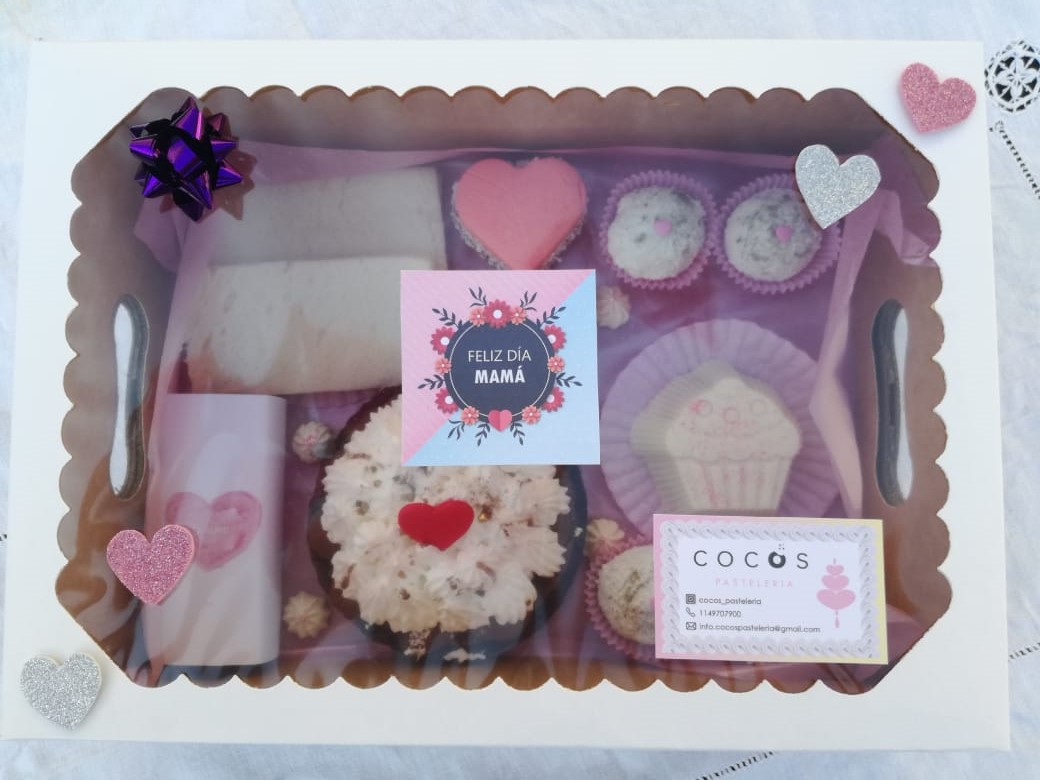 FELIZ DÍA
MAMÁ
COCOS
PASTELERIA
cocos_pasteleria
1149707900
info.cocospasteleria@gmail.com